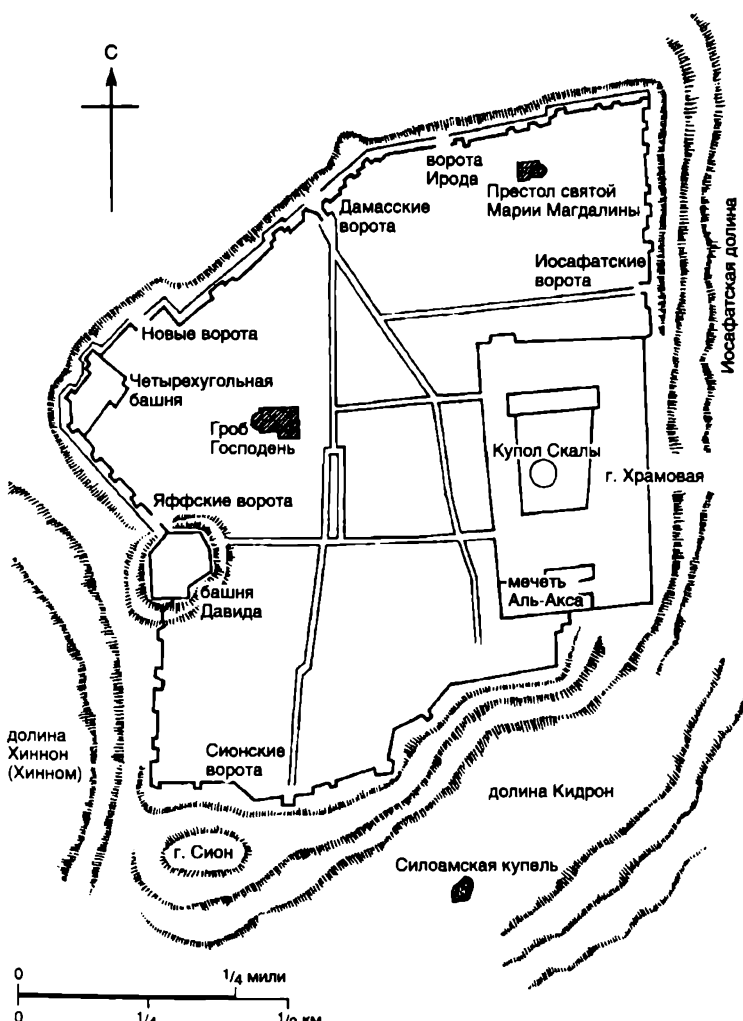 С
ворота
Ирода
Престол святой
Марии Магдалины
Дамасские
ворота
Иосафатские
ворота
Иосафатская долина
Новые ворота
Четырехугольная
башня
Гроб
Господень
Купол Скалы
г. Храмовая
Яффские ворота
мечеть
Аль-Акса
башня
Давида
долина
Хиннон
(Хинном)
Сионские
ворота
долина Кидрон
г. Сион
Силоамская купель
0 1/4 мили
0 1/4 1/2 км